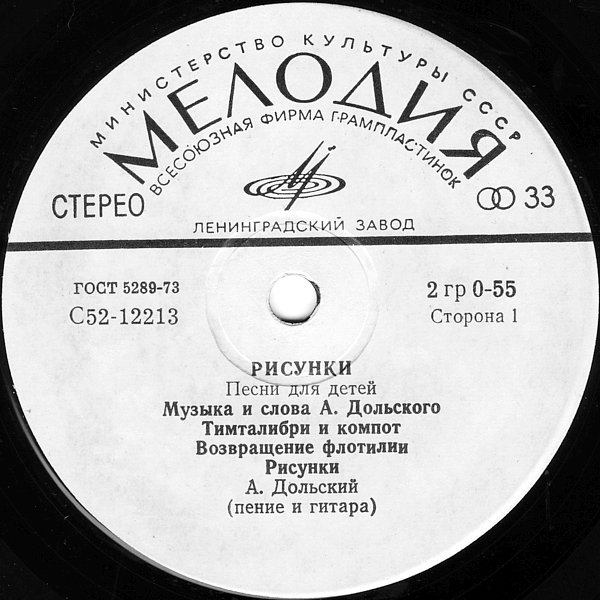 МИНИСТЕРСТВО КУЛЬТУРЫ СССР
МЕЛОДИЯ
ВСЕСОЮЗНАЯ ФИРМА ГРАМПЛАСТИНОК
СТЕРЕО
33
ЛЕНИНГРАДСКИЙ ЗАВОД
ГОСТ 5289-73
2 гр 0-55
С52-12213
Сторона 1
РИСУНКИ
Песни для детей
Музыка и слова А. Дольского
Тимталибри и компот
Возвращение флотилии
Рисунки
А. Дольский
(пение и гитара)